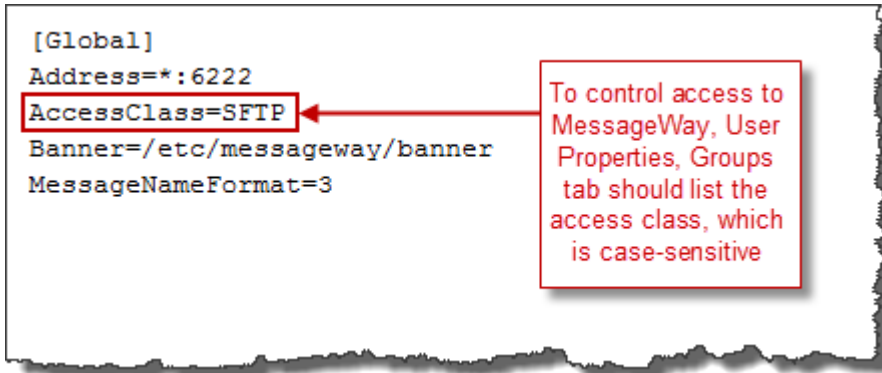 [Global]
Address=*:6222
AccessClass=SFTP
Banner=/etc/messageway/banner
MessageNameFormat=3
To control access to
MessageWay, User
Properties, Groups
tab should list the
access class, which
is case-sensitive